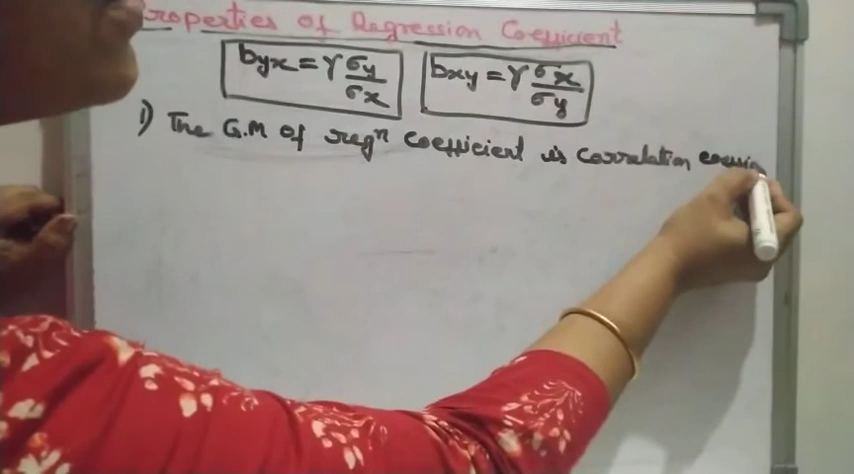 Properties of Regression Coefficient
byx = r σy/σx   bxy = r σx/σy
1) The G.M of regⁿ coefficient is correlation